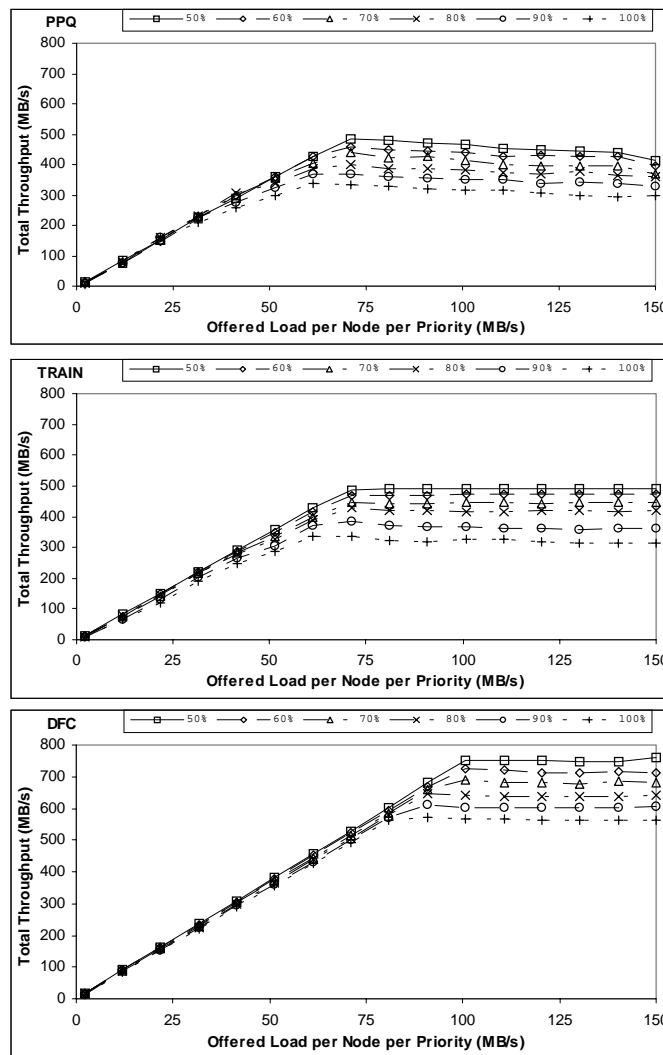 PPQ
50% 60% 70% 80% 90% 100%
800
700
600
500
400
300
200
100
0
Total Throughput (MB/s)
0 25 50 75 100 125 150
Offered Load per Node per Priority (MB/s)
TRAIN
50% 60% 70% 80% 90% 100%
800
700
600
500
400
300
200
100
0
Total Throughput (MB/s)
0 25 50 75 100 125 150
Offered Load per Node per Priority (MB/s)
DFC
50% 60% 70% 80% 90% 100%
800
700
600
500
400
300
200
100
0
Total Throughput (MB/s)
0 25 50 75 100 125 150
Offered Load per Node per Priority (MB/s)